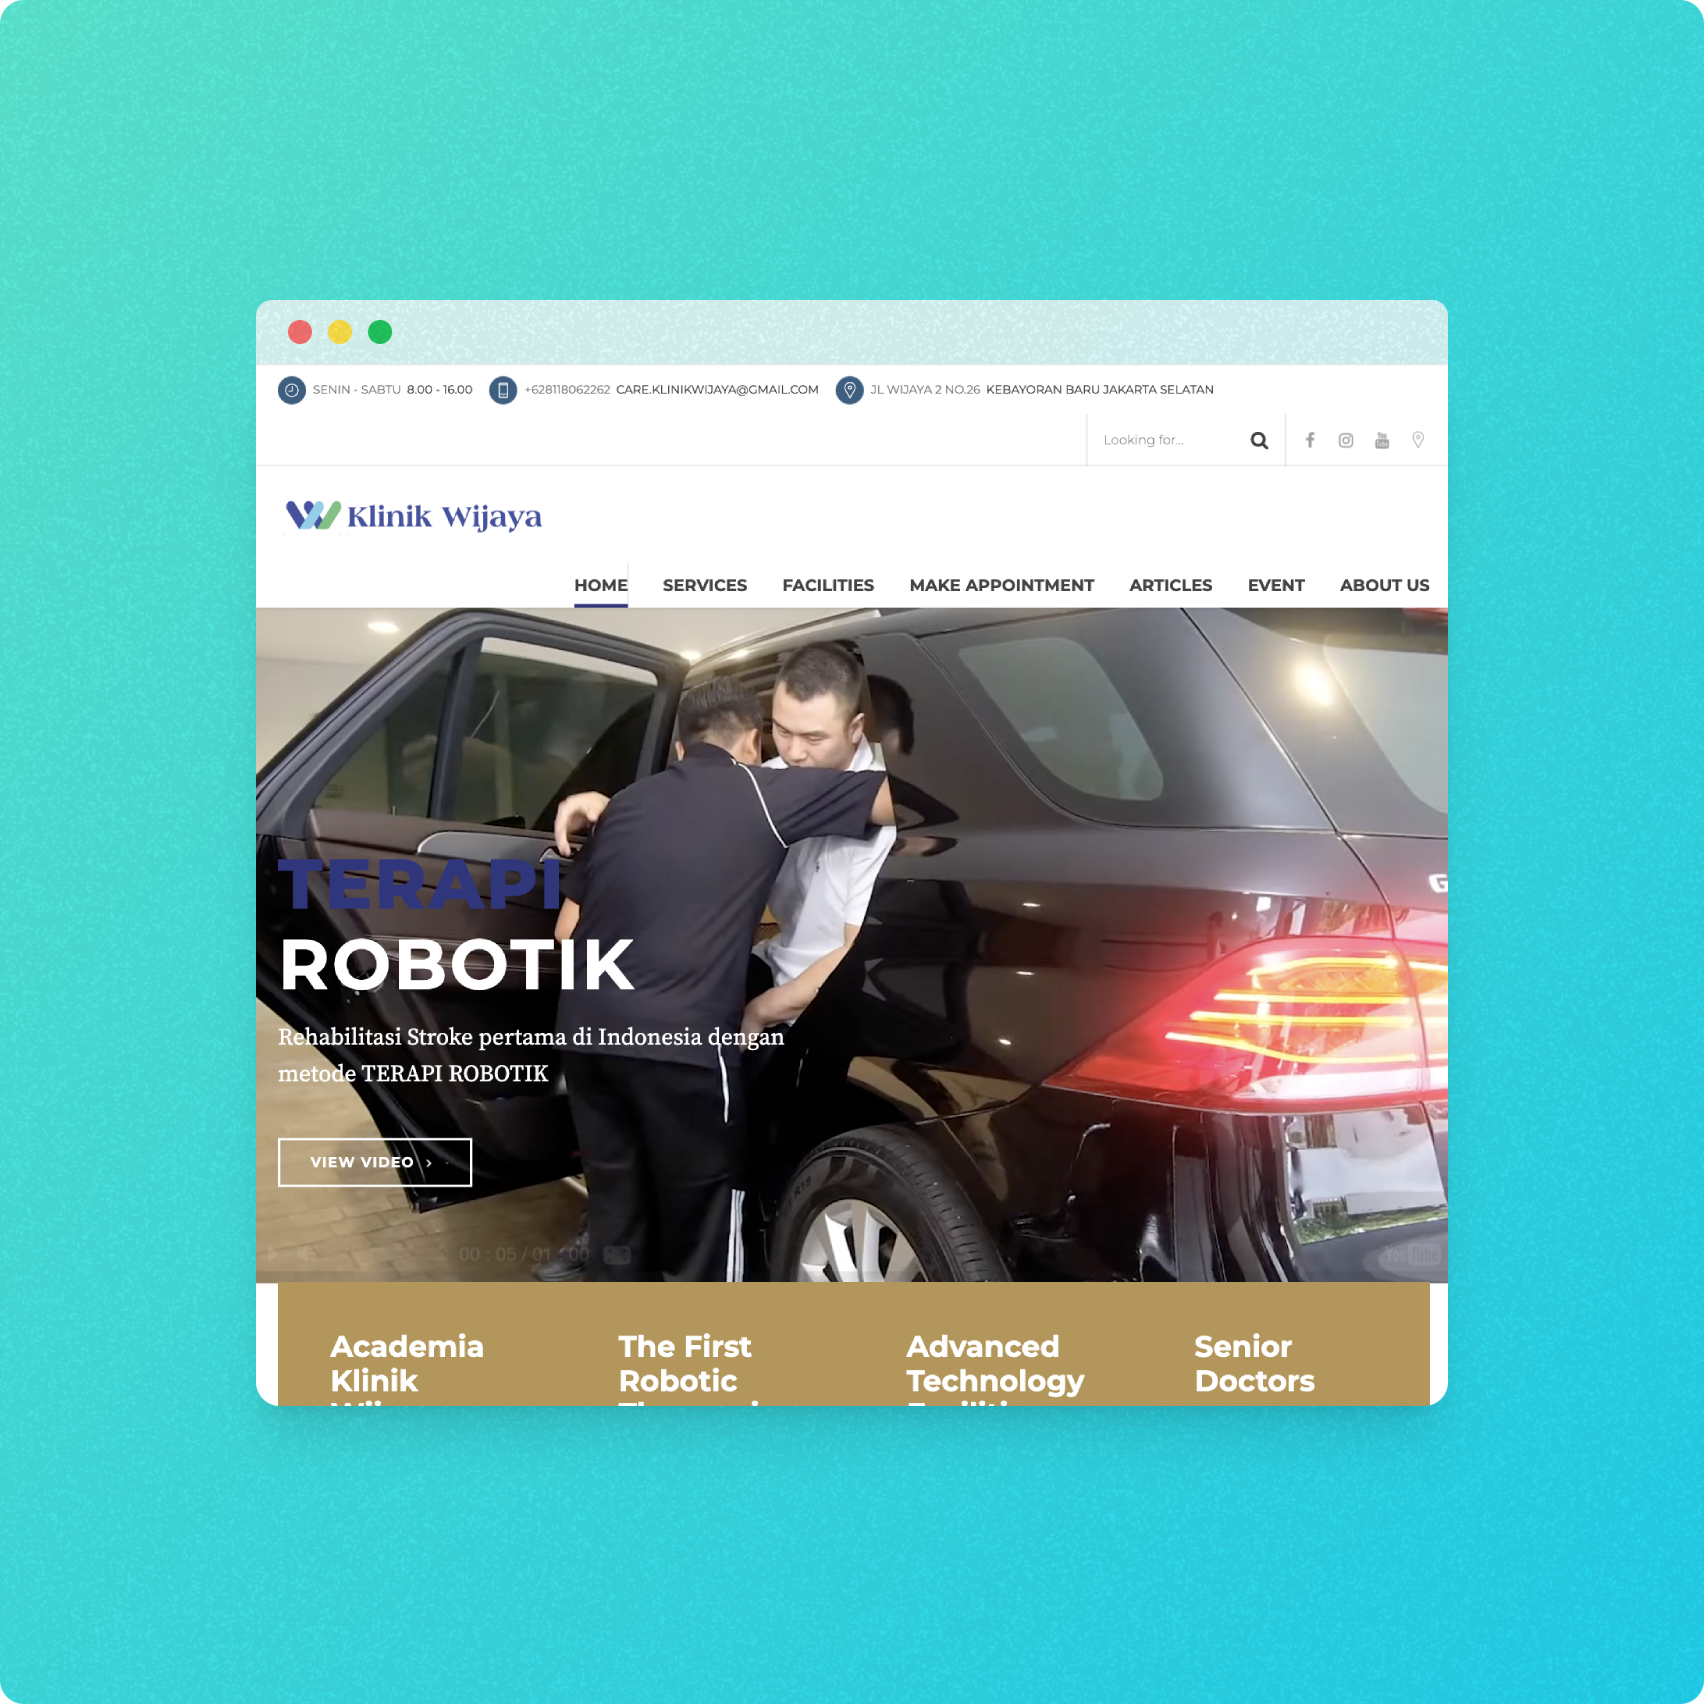 SENIN - SABTU 8.00 - 16.00 +628118062262 CARE.KLINIKWIJAYA@GMAIL.COM JL WIJAYA 2 NO.26 KEBAYORAN BARU JAKARTA SELATAN
Looking for...
Klinik Wijaya
HOME SERVICES FACILITIES MAKE APPOINTMENT ARTICLES EVENT ABOUT US
TERAPI
ROBOTIK
Rehabilitasi Stroke pertama di Indonesia dengan
metode TERAPI ROBOTIK
VIEW VIDEO ›
00 : 05 / 01 : 00
YouTube
Academia
Klinik
The First
Robotic
Advanced
Technology
Senior
Doctors